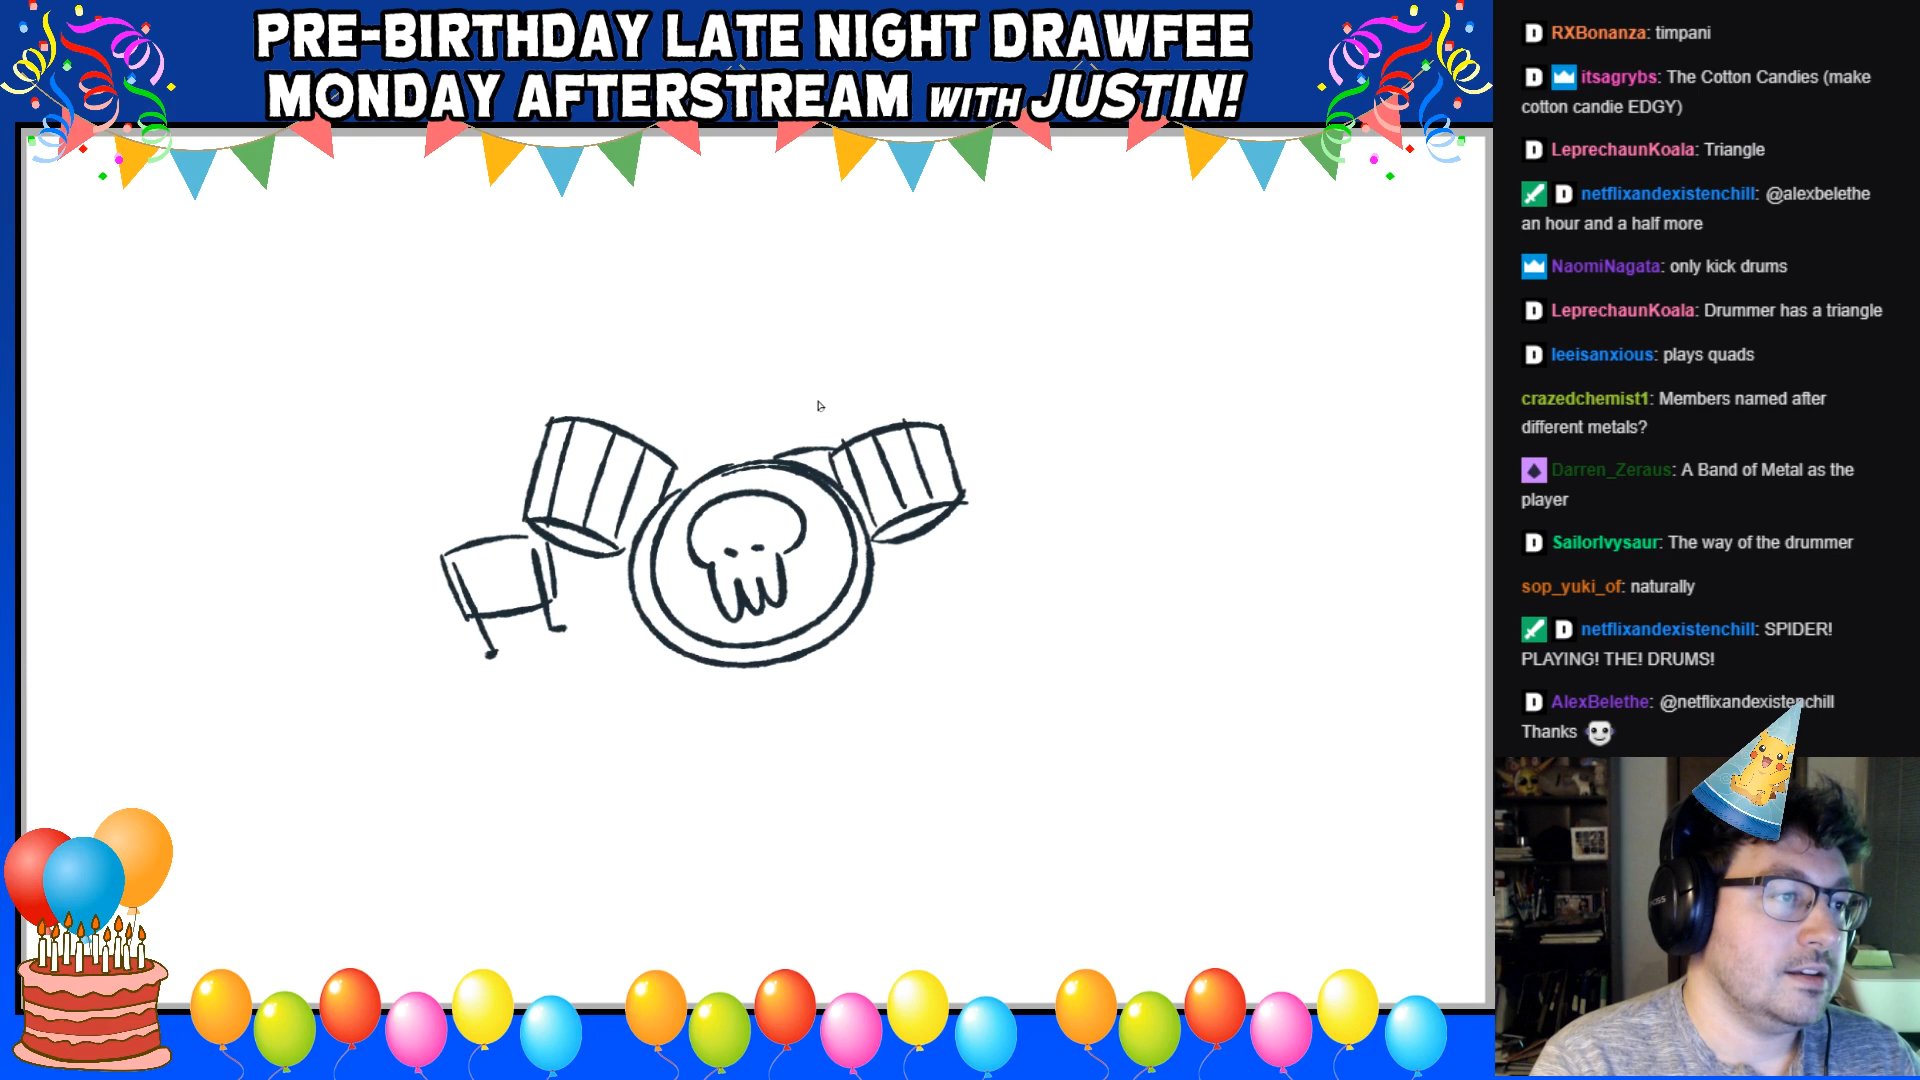 PRE-BIRTHDAY LATE NIGHT DRAWFEE
MONDAY AFTERSTREAM WITH JUSTIN!
D RXBonanza: timpani
D itsagrybs: The Cotton Candies (make
cotton candie EDGY)
D LeprechaunKoala: Triangle
D netflixandexistenchill: @alexbelethe
an hour and a half more
NaomiNagata: only kick drums
D LeprechaunKoala: Drummer has a triangle
D leeisanxious: plays quads
crazedchemist1: Members named after
different metals?
Darren_Zeraus: A Band of Metal as the
player
D SailorIvysaur: The way of the drummer
sop_yuki_of: naturally
D netflixandexistenchill: SPIDER!
PLAYING! THE! DRUMS!
D AlexBelethe: @netflixandexistenchill
Thanks